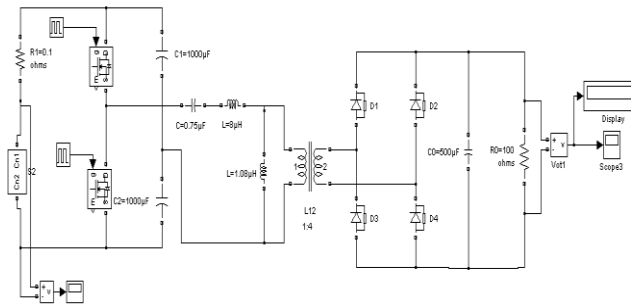 R1=0.1
ohms
C1=1000µF
C=0.75µF
L=8µH
L=1.08µH
Cn1
Cn2
S2
C2=1000µF
1
2
L12
1:4
D1
D2
D3
D4
C0=500µF
R0=100
ohms
+
-
v
Vot1
Display
Scope3
+
-
v